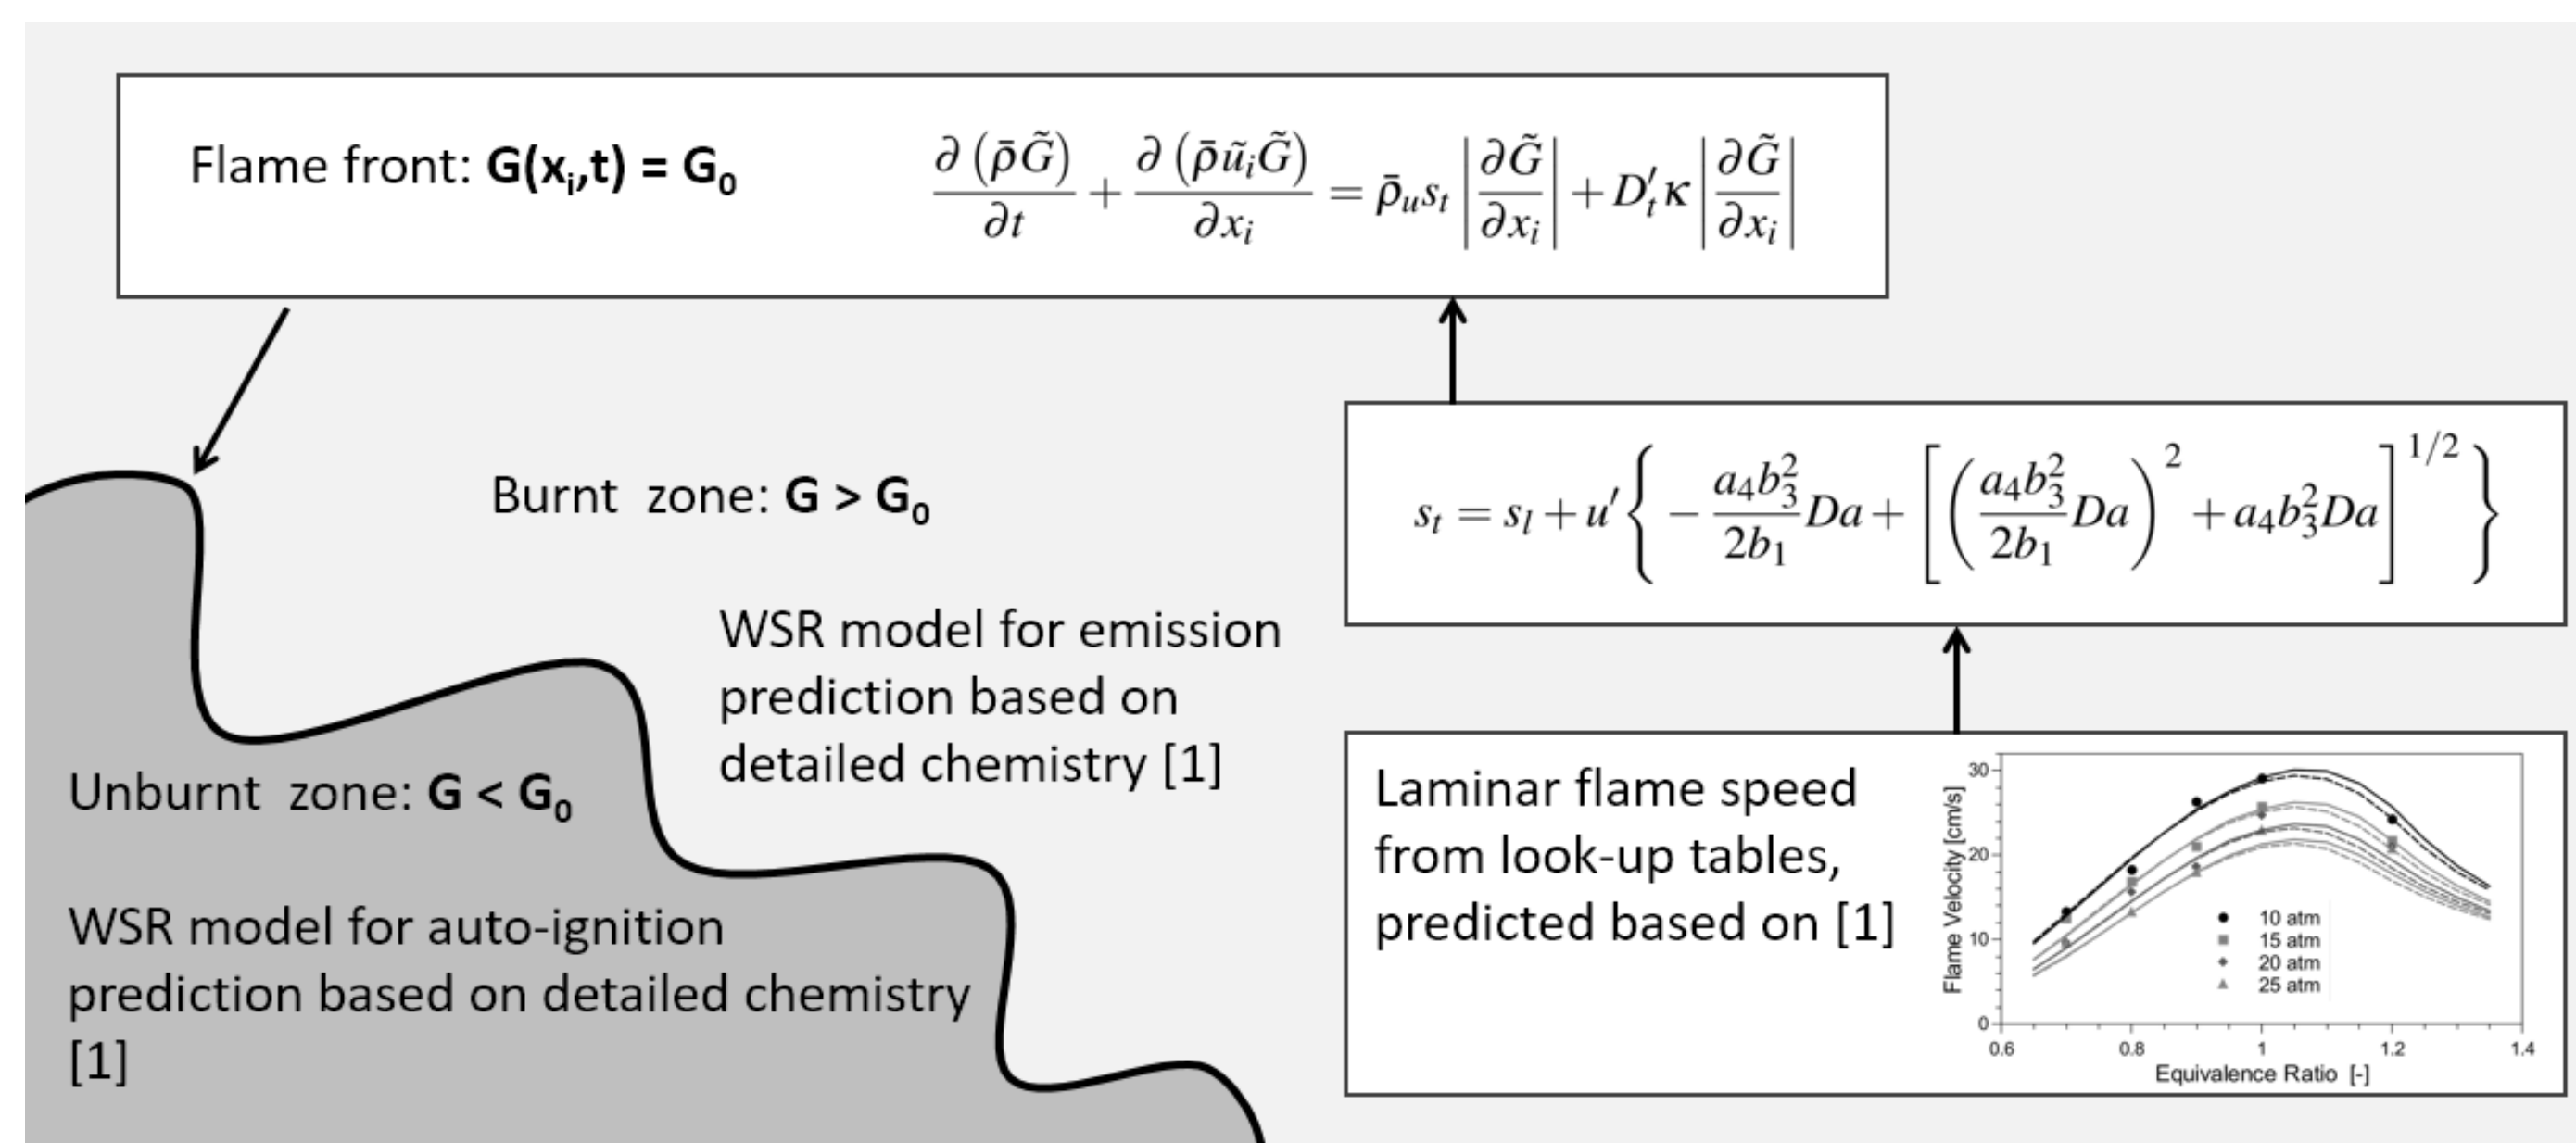 Flame front: G(xᵢ,t) = G₀
∂(ρ̄G̃)/∂t + ∂(ρ̄ũᵢG̃)/∂xᵢ = ρ̄ᵤsₜ|∂G̃/∂xᵢ| + D′ₜκ|∂G̃/∂xᵢ|
Burnt zone: G > G₀
sₜ = sₗ + u′{ − (a₄b₃²/2b₁)Da + [ ((a₄b₃²/2b₁)Da)² + a₄b₃²Da ]^1/2 }
WSR model for emission
prediction based on
detailed chemistry [1]
Unburnt zone: G < G₀
WSR model for auto-ignition
prediction based on detailed chemistry
[1]
Laminar flame speed
from look-up tables,
predicted based on [1]
Flame Velocity [cm/s]
30
20
10
0
10 atm
15 atm
20 atm
25 atm
0.6 0.8 1 1.2 1.4
Equivalence Ratio [-]